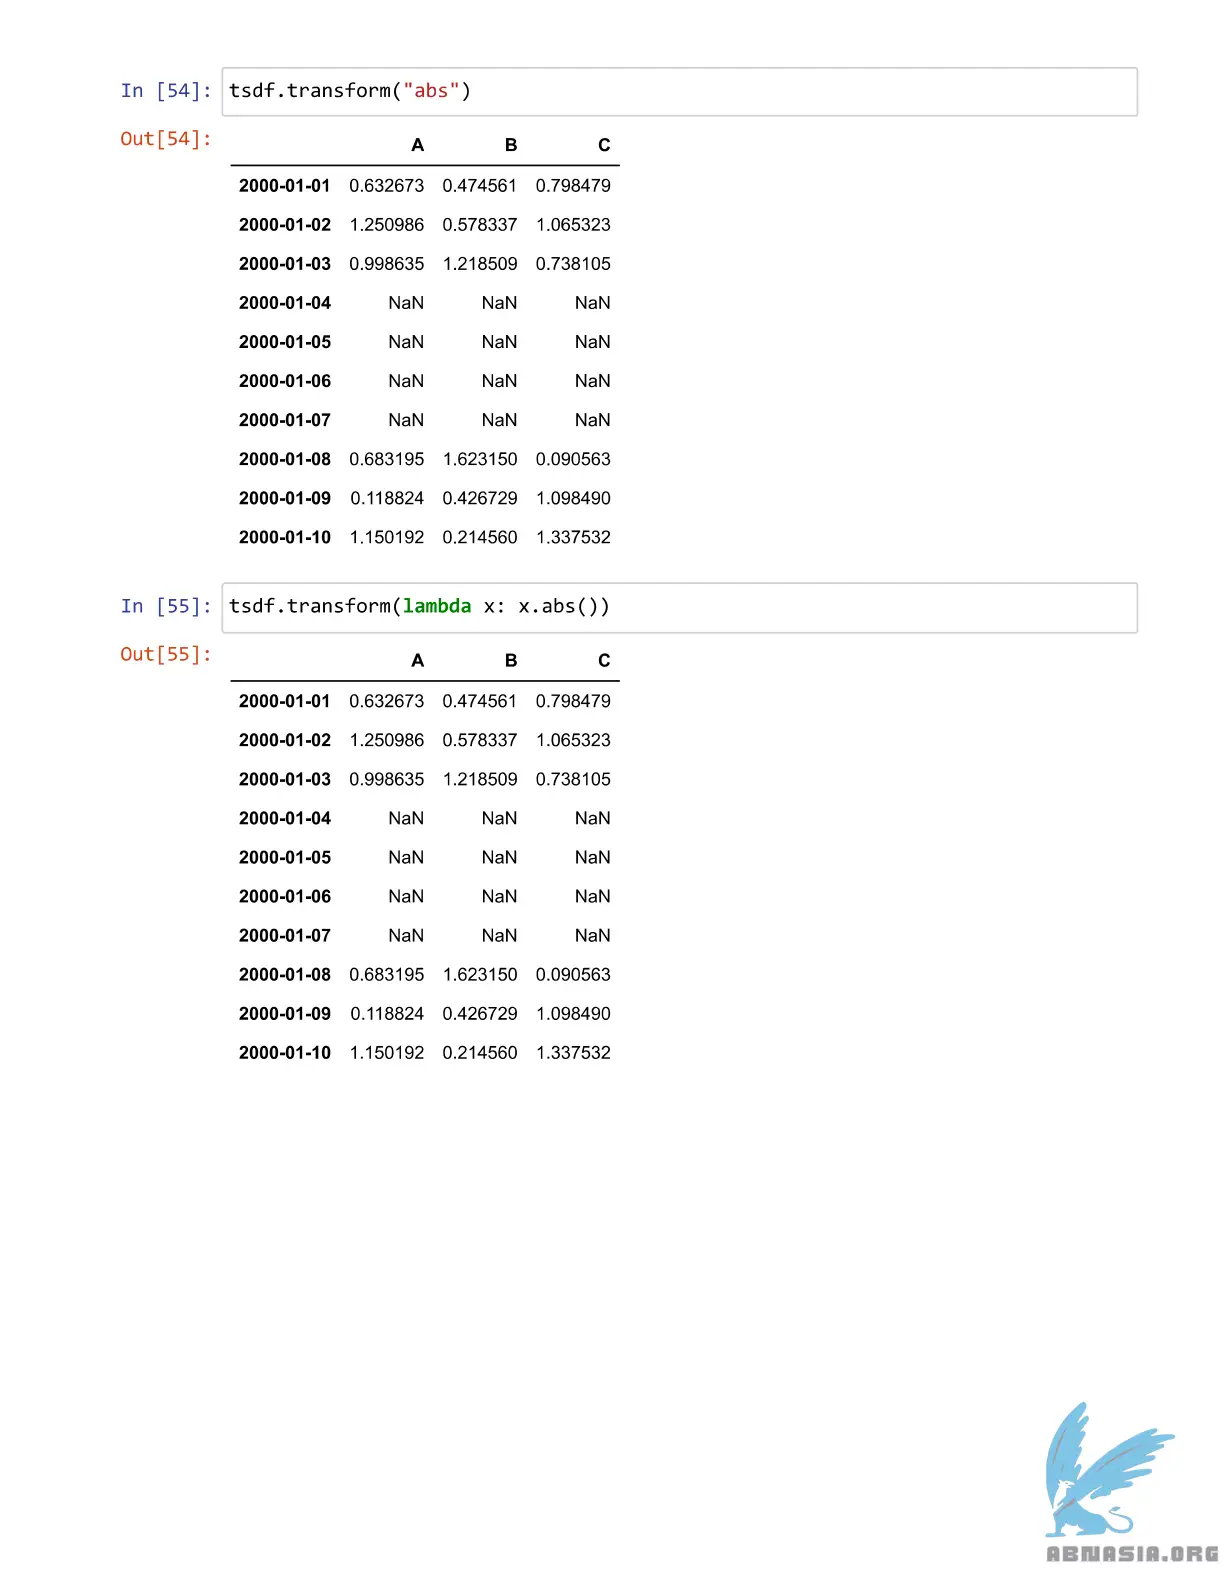 In [54]: tsdf.transform("abs")
Out[54]:
A B C
2000-01-01 0.632673 0.474561 0.798479
2000-01-02 1.250986 0.578337 1.065323
2000-01-03 0.998635 1.218509 0.738105
2000-01-04 NaN NaN NaN
2000-01-05 NaN NaN NaN
2000-01-06 NaN NaN NaN
2000-01-07 NaN NaN NaN
2000-01-08 0.683195 1.623150 0.090563
2000-01-09 0.118824 0.426729 1.098490
2000-01-10 1.150192 0.214560 1.337532
In [55]: tsdf.transform(lambda x: x.abs())
Out[55]:
A B C
2000-01-01 0.632673 0.474561 0.798479
2000-01-02 1.250986 0.578337 1.065323
2000-01-03 0.998635 1.218509 0.738105
2000-01-04 NaN NaN NaN
2000-01-05 NaN NaN NaN
2000-01-06 NaN NaN NaN
2000-01-07 NaN NaN NaN
2000-01-08 0.683195 1.623150 0.090563
2000-01-09 0.118824 0.426729 1.098490
2000-01-10 1.150192 0.214560 1.337532
ABNASIA.ORG